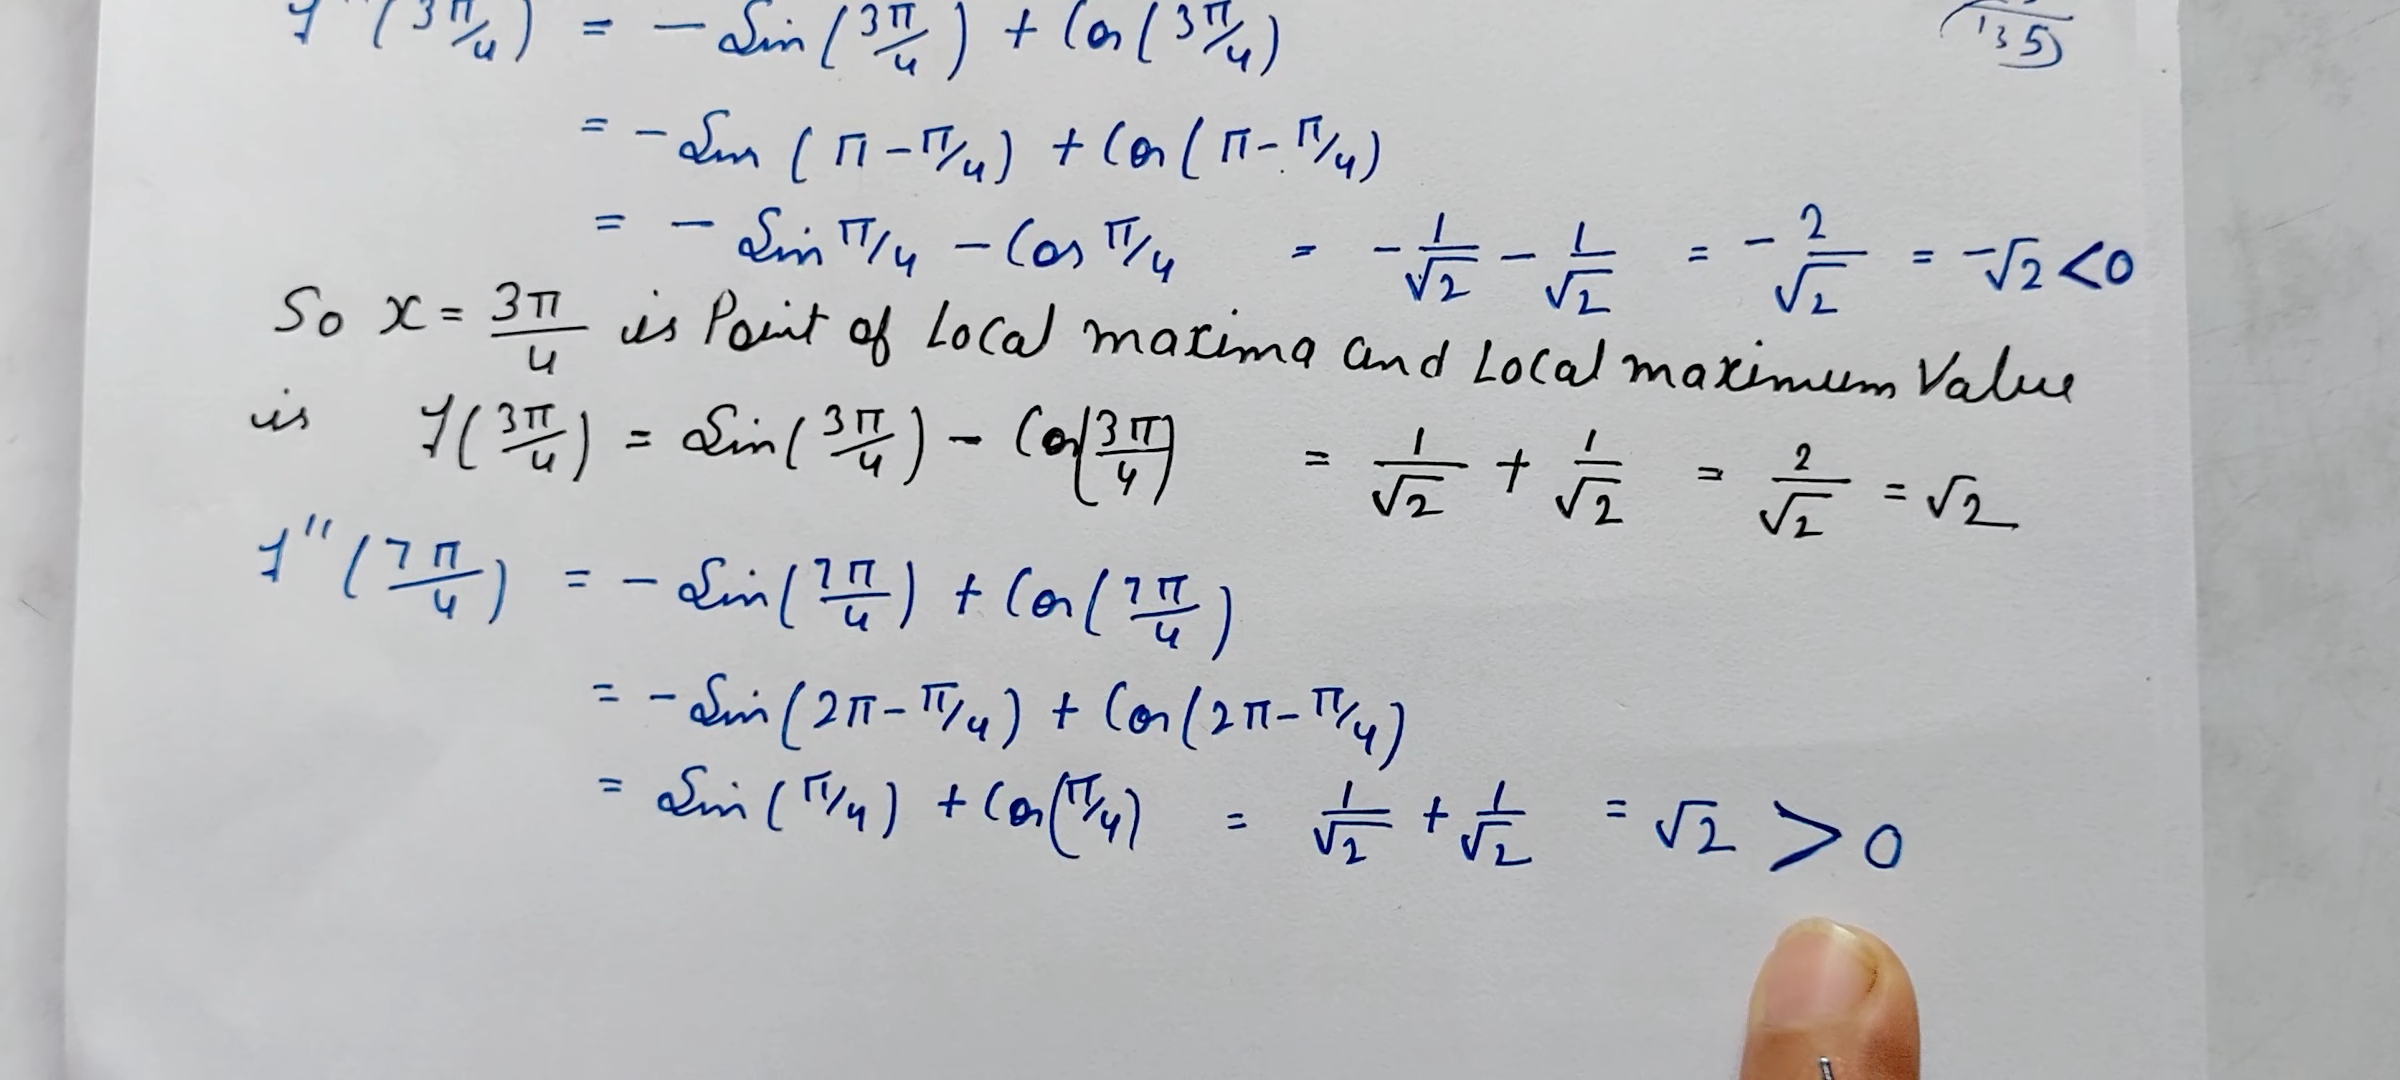 f''(3π/4) = - Sin(3π/4) + Cos(3π/4)
135
= - Sin(π - π/4) + Cos(π - π/4)
= - Sin π/4 - Cos π/4 = - 1/√2 - 1/√2 = - 2/√2 = -√2 < 0
So x = 3π/4 is Point of Local maxima and Local maximum Value
is f(3π/4) = Sin(3π/4) - Cos(3π/4) = 1/√2 + 1/√2 = 2/√2 = √2
f''(7π/4) = - Sin(7π/4) + Cos(7π/4)
= - Sin(2π - π/4) + Cos(2π - π/4)
= Sin(π/4) + Cos(π/4) = 1/√2 + 1/√2 = √2 > 0